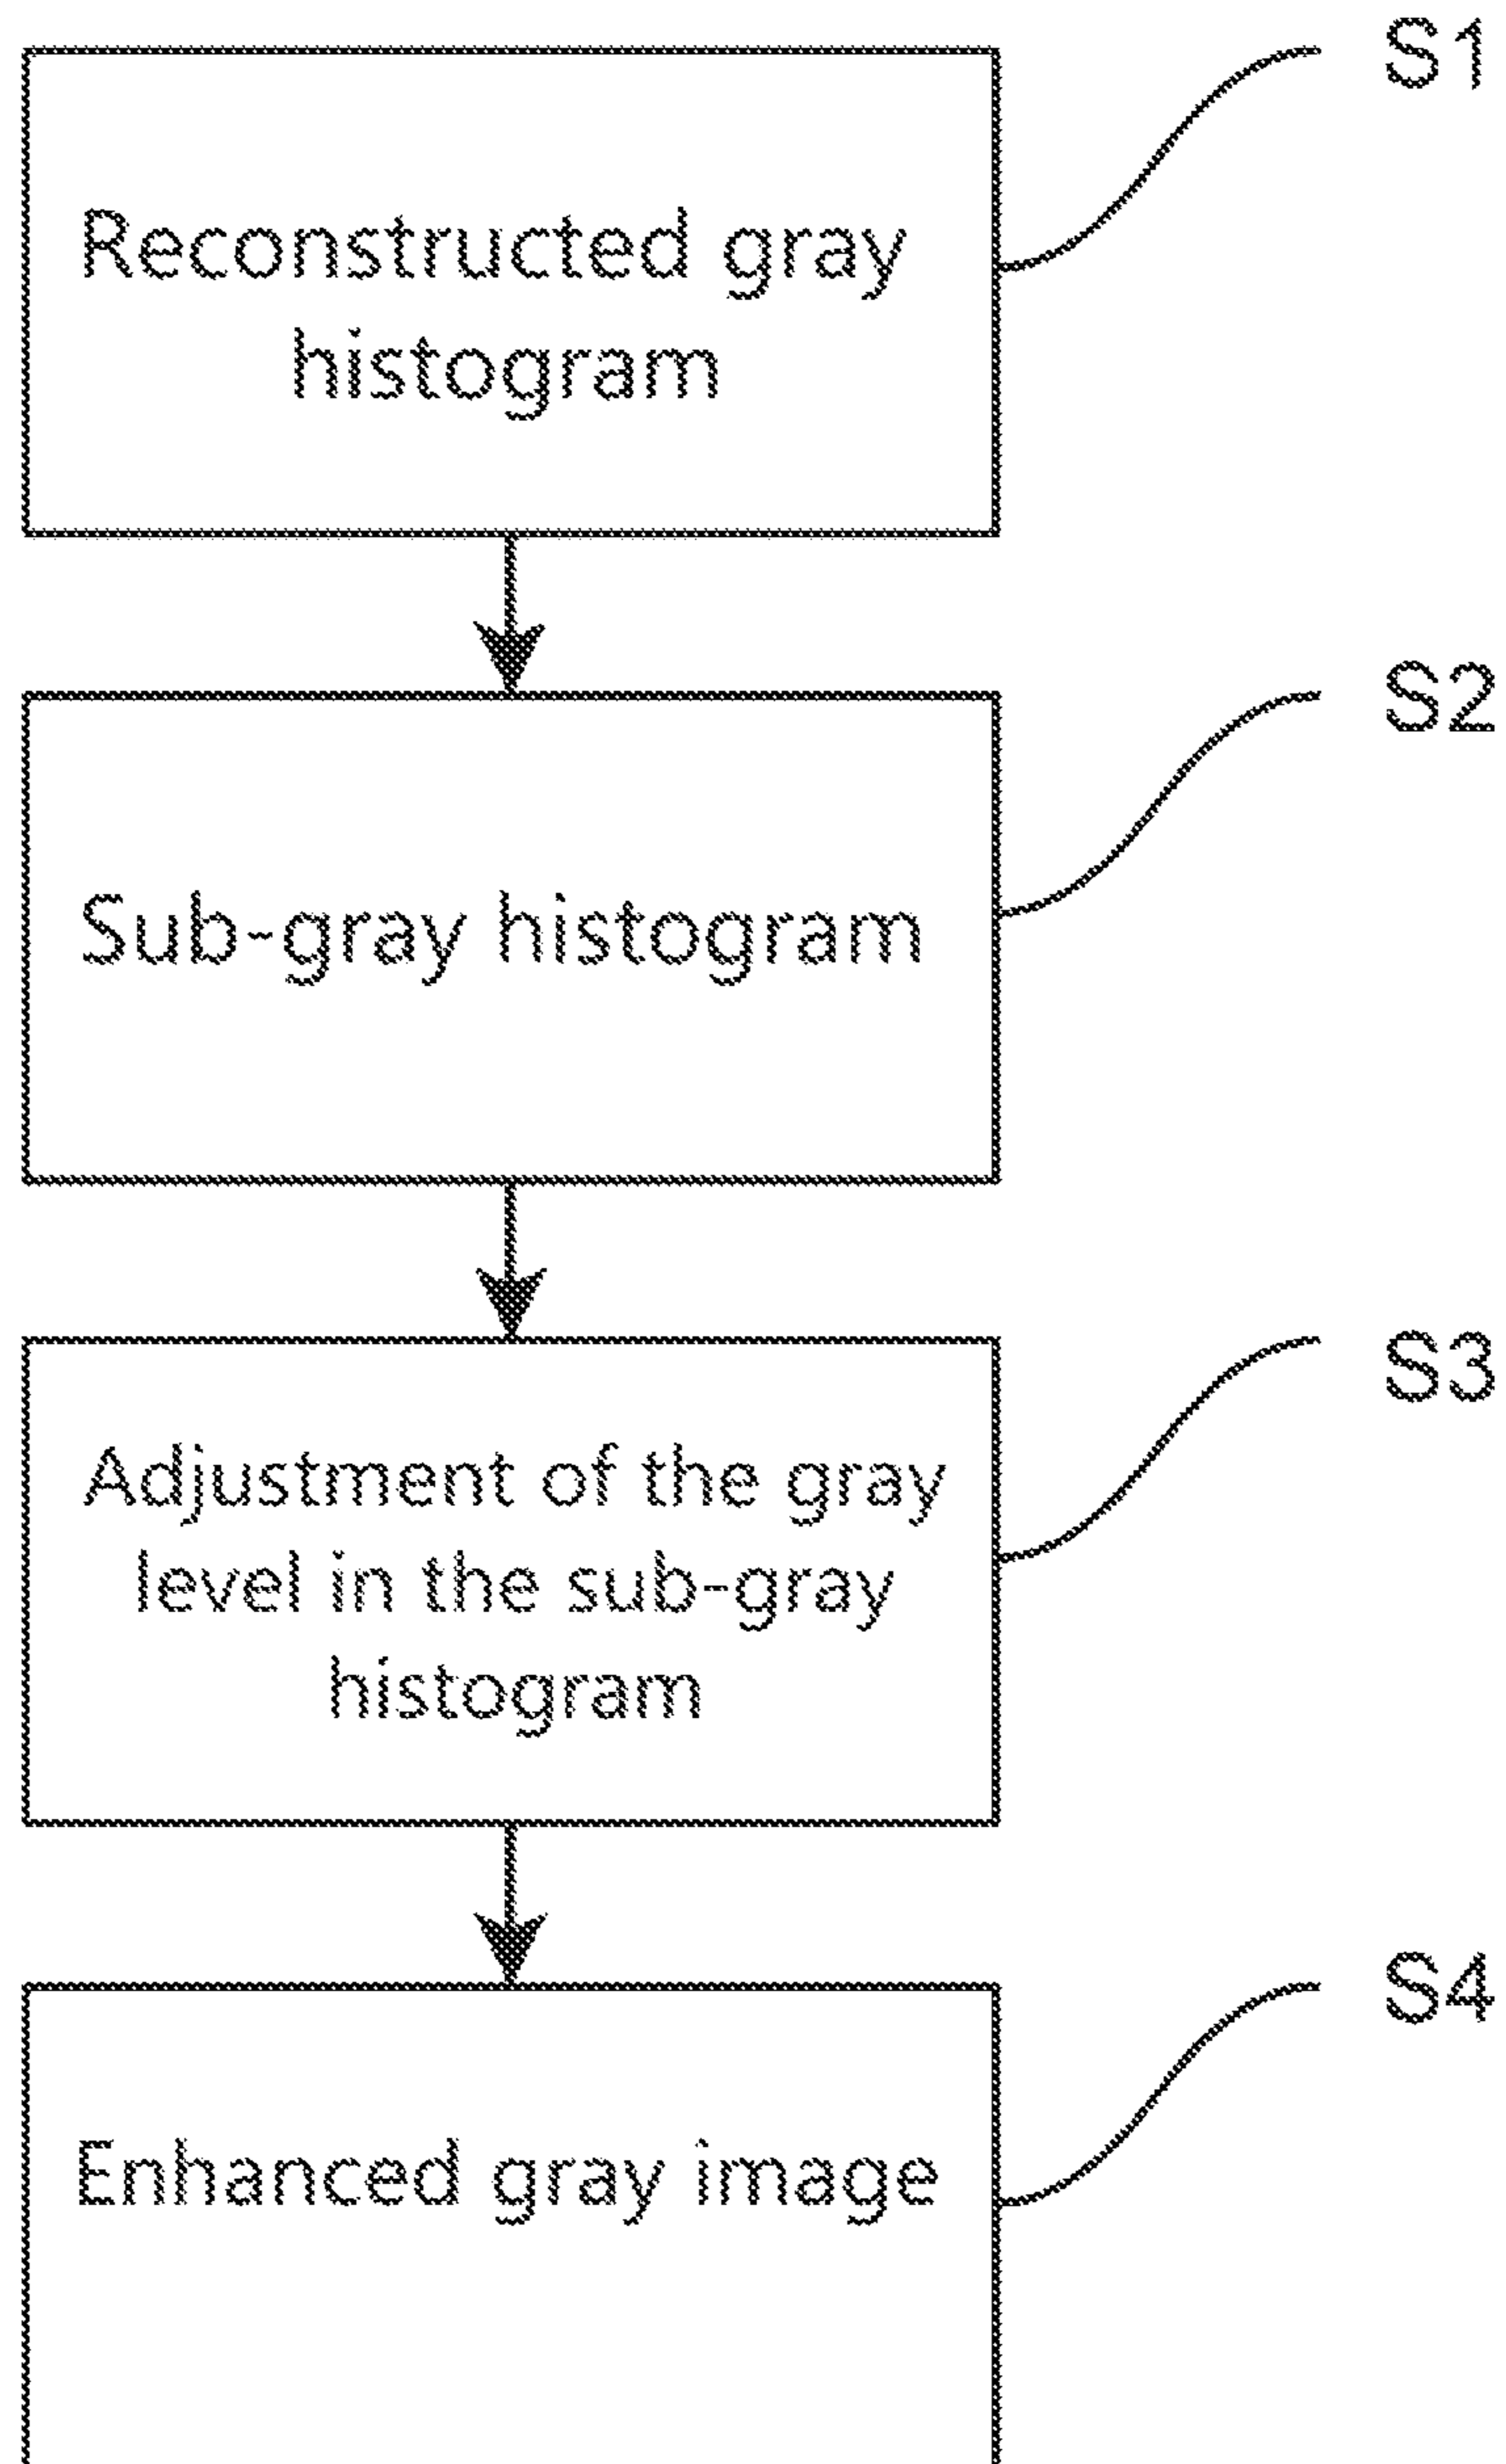 S1
Reconstructed gray
histogram
S2
Sub-gray histogram
S3
Adjustment of the gray
level in the sub-gray
histogram
S4
Enhanced gray image